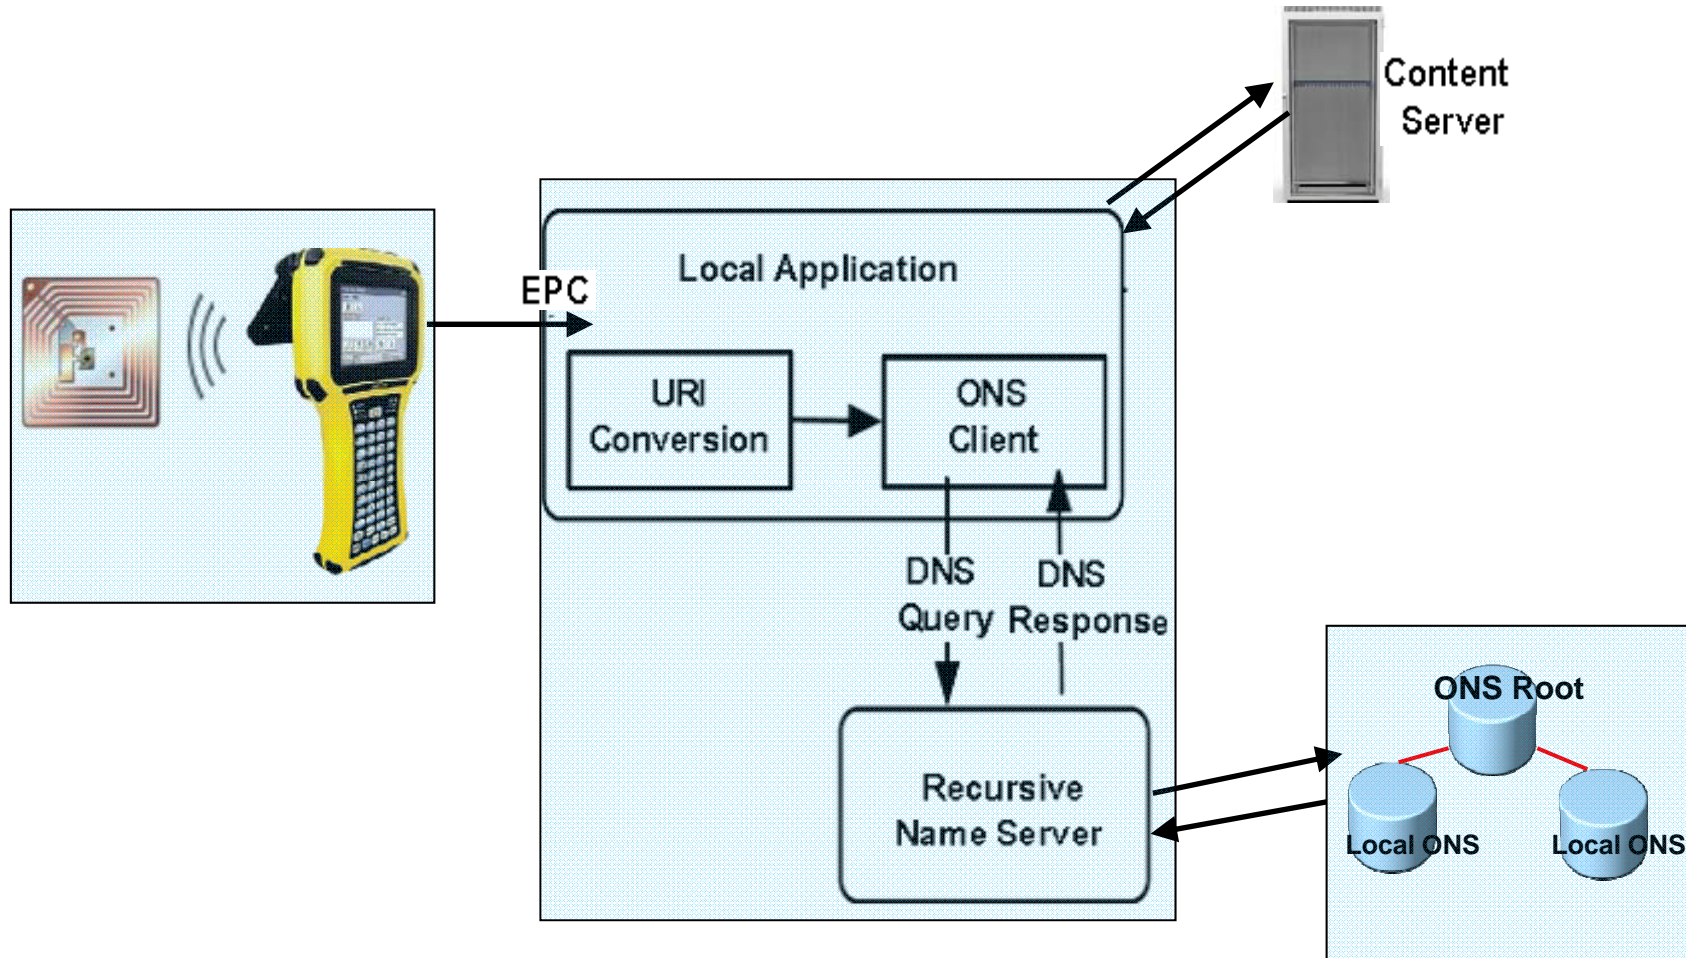 Content
Server
EPC
Local Application
URI
Conversion
ONS
Client
DNS
Query
DNS
Response
Recursive
Name Server
ONS Root
Local ONS
Local ONS